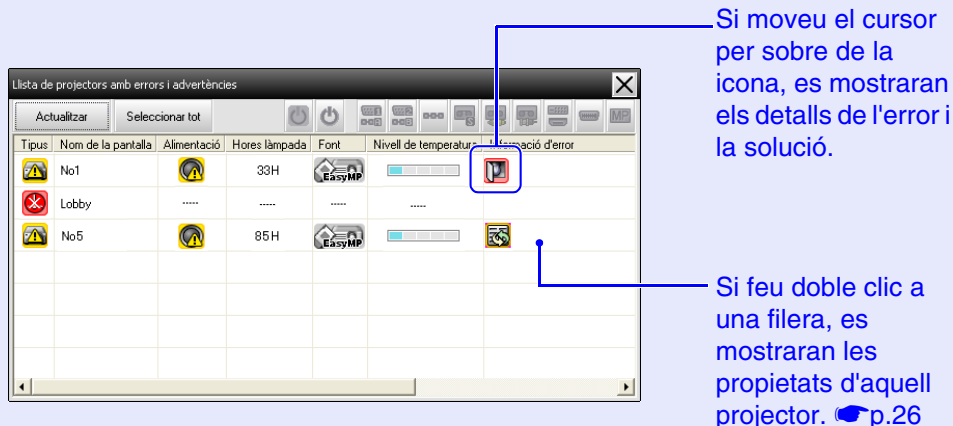 Si moveu el cursor
per sobre de la
icona, es mostraran
els detalls de l'error i
la solució.
Llista de projectors amb errors i advertències
Actualitzar Seleccionar tot MP
Tipus Nom de la pantalla Alimentació Hores làmpada Font Nivell de temperatura Informació d'error
No1 33H EasyMP
Lobby ----- ----- ----- -----
No5 85H EasyMP
Si feu doble clic a
una filera, es
mostraran les
propietats d'aquell
projector. ☛p.26